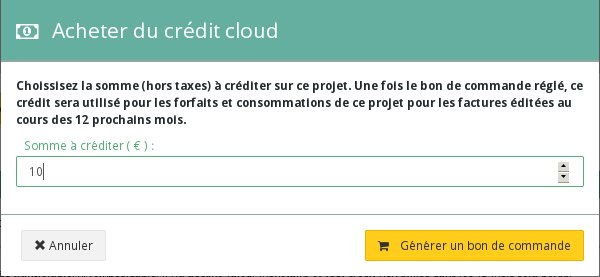 Acheter du crédit cloud
Choissisez la somme (hors taxes) à créditer sur ce projet. Une fois le bon de commande réglé, ce
crédit sera utilisé pour les forfaits et consommations de ce projet pour les factures éditées au
cours des 12 prochains mois.
Somme à créditer ( € ) :
10
Annuler
Générer un bon de commande